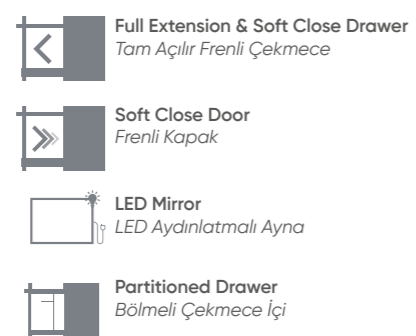 Full Extension & Soft Close Drawer
Tam Açılır Frenli Çekmece
Soft Close Door
Frenli Kapak
LED Mirror
LED Aydınlatmalı Ayna
Partitioned Drawer
Bölmeli Çekmece İçi